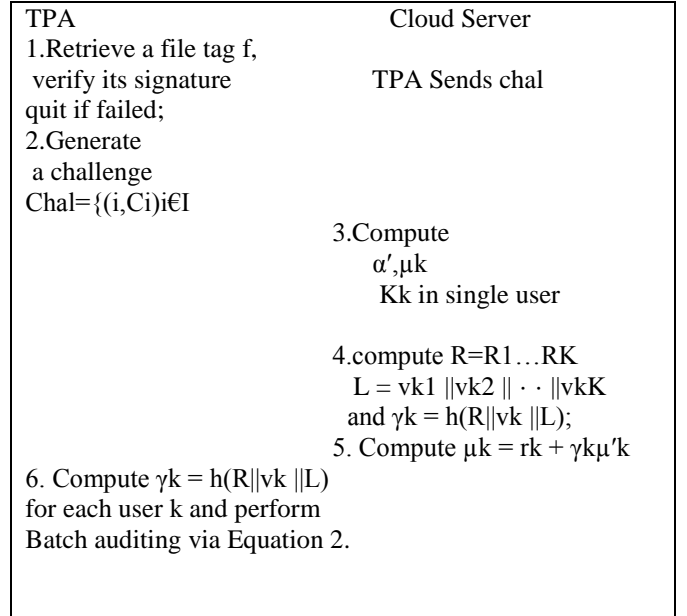 TPA Cloud Server
1.Retrieve a file tag f,
verify its signature TPA Sends chal
quit if failed;
2.Generate
a challenge
Chal={(i,Ci)i€I
3.Compute
α′,µk
Kk in single user
4.compute R=R1…RK
L = vk1 ||vk2 || · · ||vkK
and γk = h(R||vk ||L);
5. Compute µk = rk + γkµ′k
6. Compute γk = h(R||vk ||L)
for each user k and perform
Batch auditing via Equation 2.